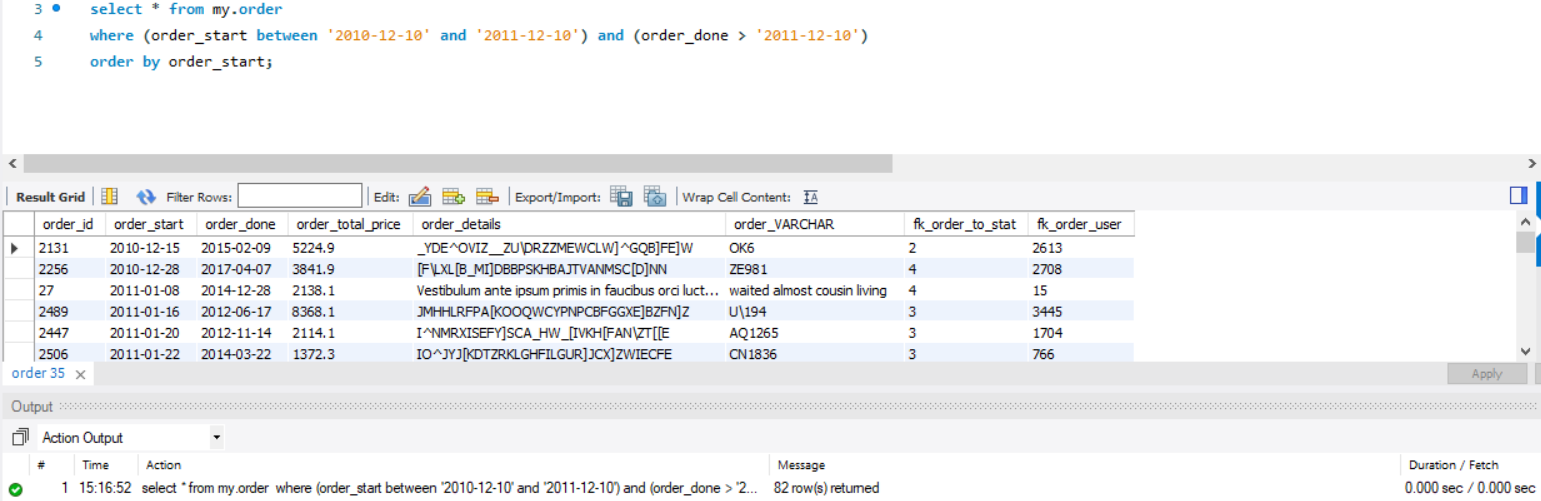 3 select * from my.order
4 where (order_start between '2010-12-10' and '2011-12-10') and (order_done > '2011-12-10')
5 order by order_start;
Result Grid Filter Rows: Edit: Export/Import: Wrap Cell Content:
order_id order_start order_done order_total_price order_details order_VARCHAR fk_order_to_stat fk_order_user
2131 2010-12-15 2015-02-09 5224.9 _YDE^OVIZ__ZU\DRZZMEWCLW]^GQB]FE]W OK6 2 2613
2256 2010-12-28 2017-04-07 3841.9 [F\LXL[B_MI]DBBPSKHBAJTVANMSC[D]NN ZE981 4 2708
27 2011-01-08 2014-12-28 2138.1 Vestibulum ante ipsum primis in faucibus orci luct... waited almost cousin living 4 15
2489 2011-01-16 2012-06-17 8368.1 JMHHLRFPA[KOOQWCYPNPCBFGGXE]BZFN]Z U\194 3 3445
2447 2011-01-20 2012-11-14 2114.1 I^NMRXISEFY]SCA_HW_[IVKH[FAN\ZT[[E AQ1265 3 1704
2506 2011-01-22 2014-03-22 1372.3 IO^JYJ[KDTZRKLGHFILGUR]JCX]ZWIECFE CN1836 3 766
order 35 Apply
Output
Action Output
# Time Action Message Duration / Fetch
1 15:16:52 select * from my.order where (order_start between '2010-12-10' and '2011-12-10') and (order_done > '2... 82 row(s) returned 0.000 sec / 0.000 sec